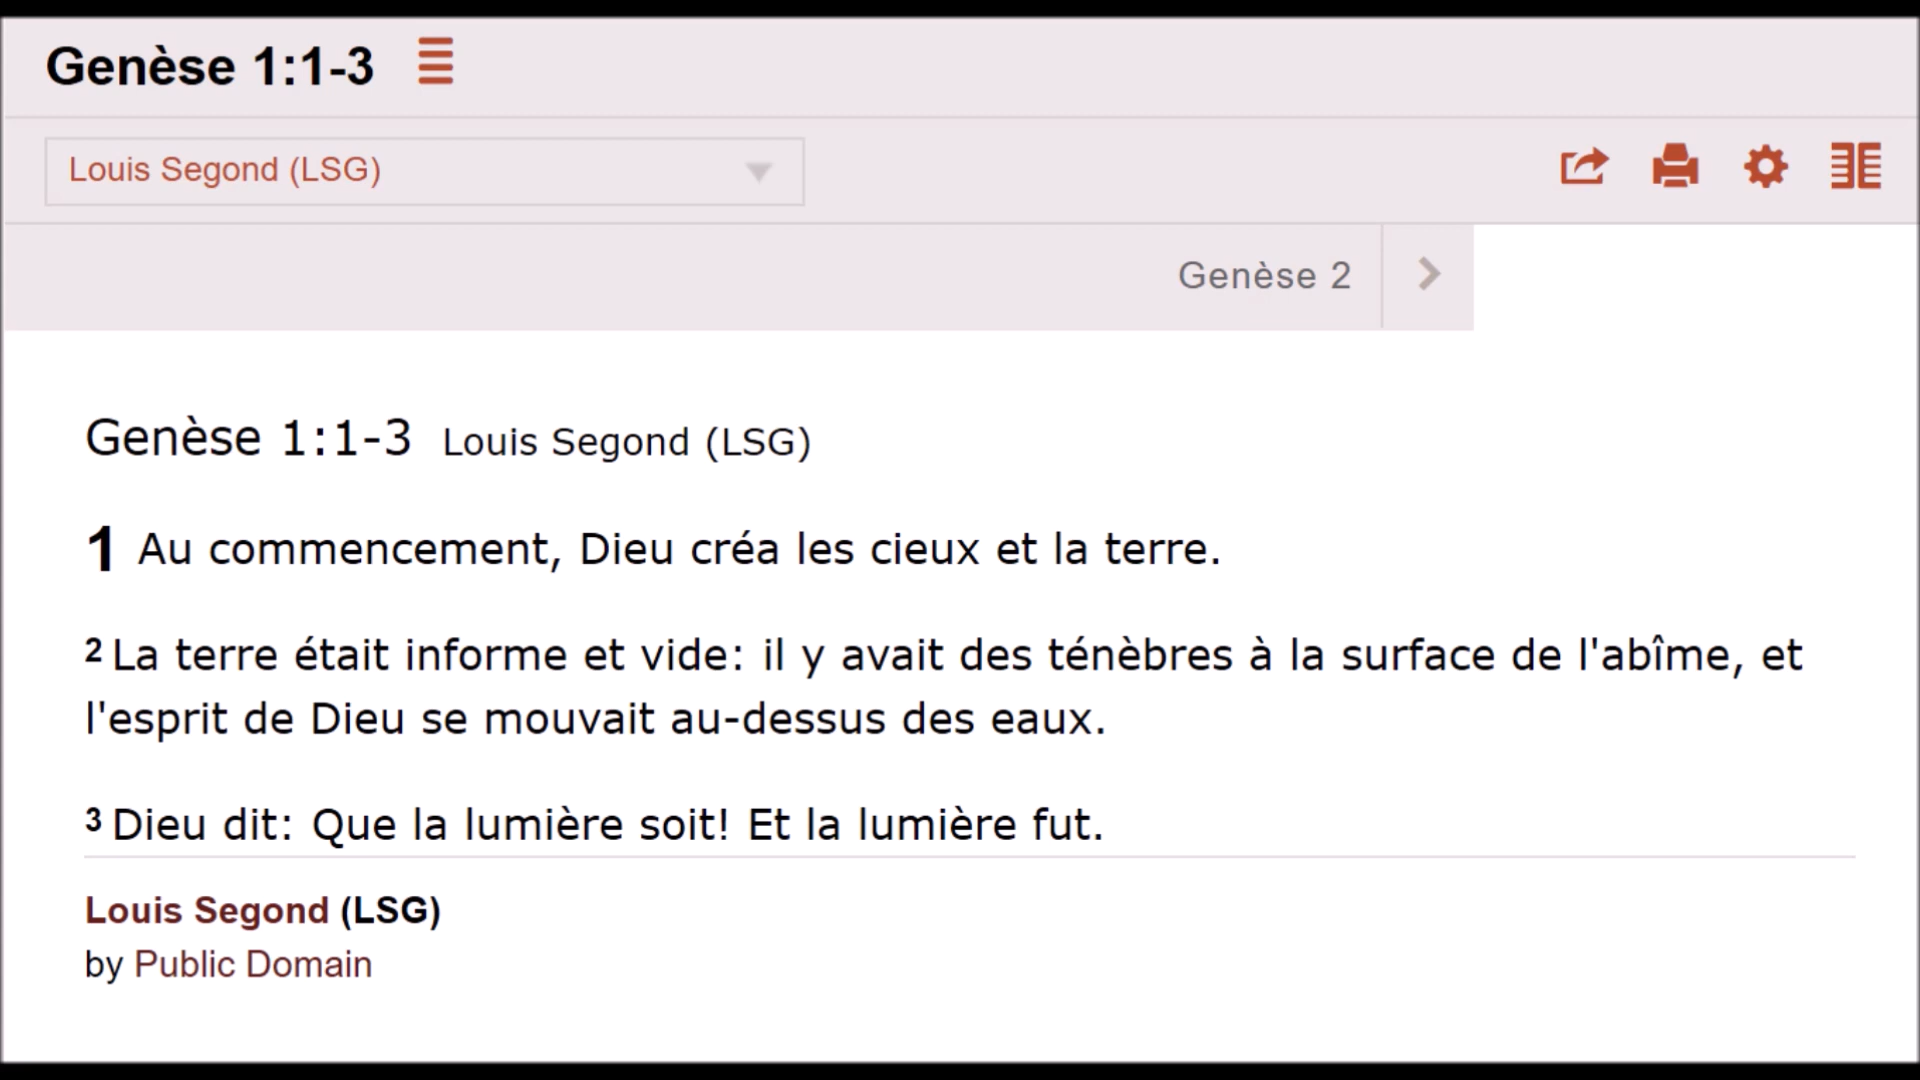 Genèse 1:1-3
Louis Segond (LSG)
Genèse 2
Genèse 1:1-3 Louis Segond (LSG)
1 Au commencement, Dieu créa les cieux et la terre.
2 La terre était informe et vide: il y avait des ténèbres à la surface de l'abîme, et
l'esprit de Dieu se mouvait au-dessus des eaux.
3 Dieu dit: Que la lumière soit! Et la lumière fut.
Louis Segond (LSG)
by Public Domain